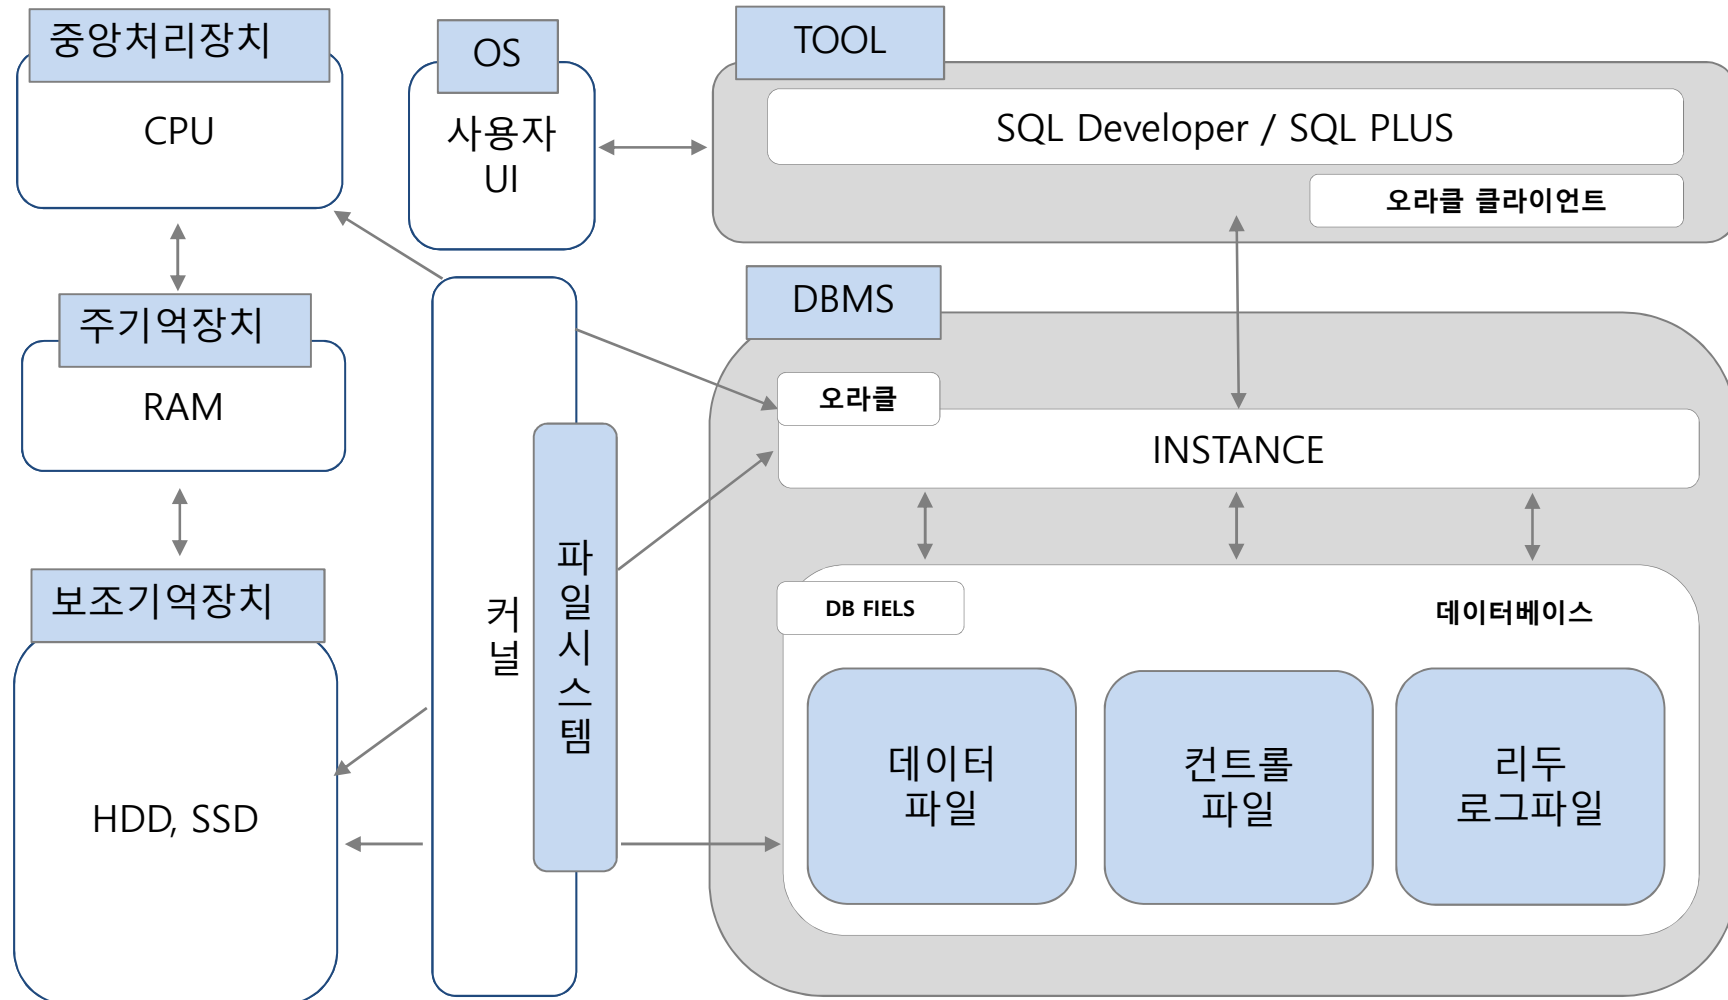 중앙처리장치
CPU
주기억장치
RAM
보조기억장치
HDD, SSD
OS
사용자
UI
커
널
파
일
시
스
템
TOOL
SQL Developer / SQL PLUS
오라클 클라이언트
DBMS
오라클
INSTANCE
DB FIELS
데이터베이스
데이터
파일
컨트롤
파일
리두
로그파일